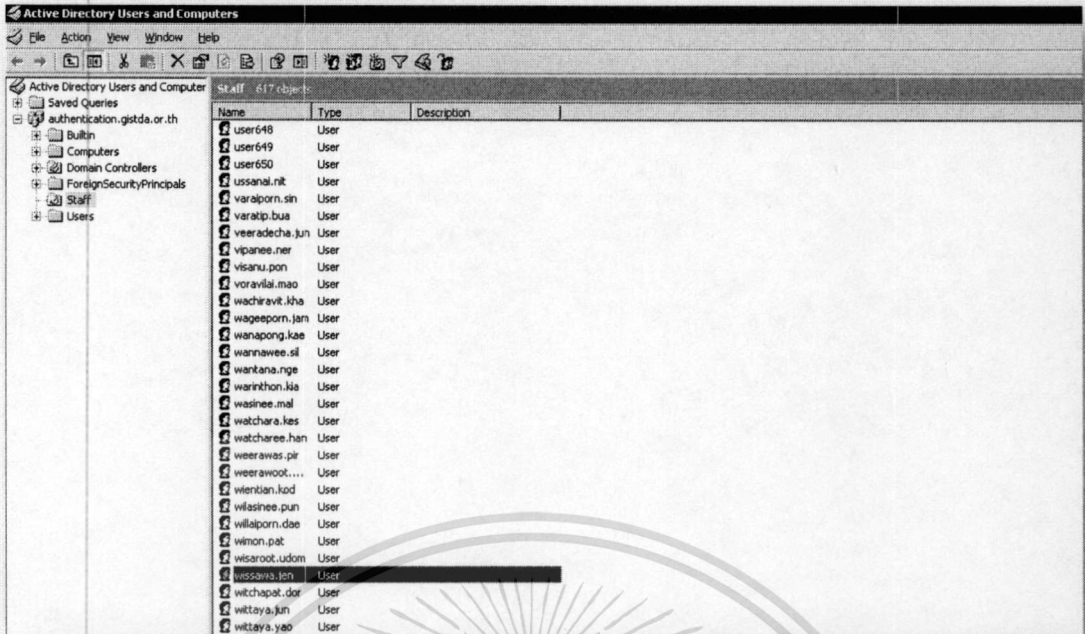 Active Directory Users and Computers
File Action View Window Help
Active Directory Users and Computer
Saved Queries
authentication.gistda.or.th
Builtin
Computers
Domain Controllers
ForeignSecurityPrincipals
Staff
Users
Staff 617 objects
Name Type Description
user648 User
user649 User
user650 User
ussanai.nit User
varaiporn.sin User
varatip.bua User
veeradecha.jun User
vipanee.ner User
visanu.pon User
voravilai.mao User
wachiravit.kha User
wageeporn.jam User
wanapong.kae User
wannawee.sil User
wantana.nge User
warinthon.kia User
wasinee.mal User
watchara.kes User
watcharee.han User
weerawas.pir User
weerawoot.... User
wientian.kod User
wilasinee.pun User
willaiporn.dae User
wimon.pat User
wisaroot.udom User
wissawa.jen User
witchapat.dor User
wittaya.jun User
wittaya.yao User